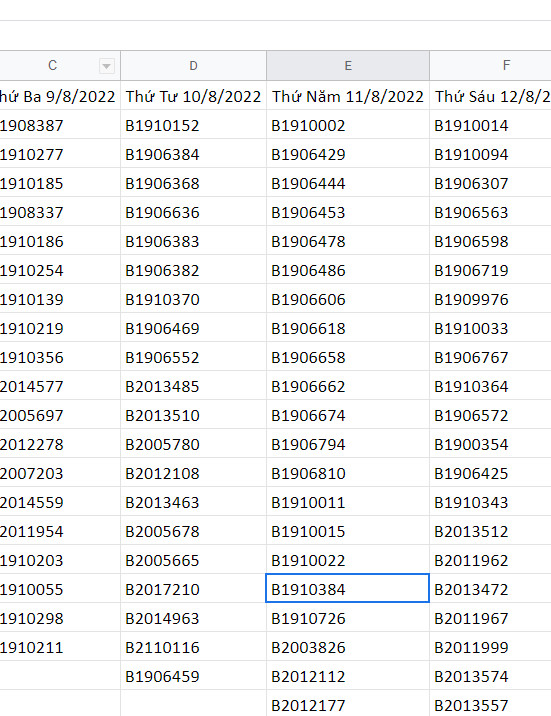 C D E F
hứ Ba 9/8/2022 Thứ Tư 10/8/2022 Thứ Năm 11/8/2022 Thứ Sáu 12/8/2
1908387 B1910152 B1910002 B1910014
1910277 B1906384 B1906429 B1910094
1910185 B1906368 B1906444 B1906307
1908337 B1906636 B1906453 B1906563
1910186 B1906383 B1906478 B1906598
1910254 B1906382 B1906486 B1906719
1910139 B1910370 B1906606 B1909976
1910219 B1906469 B1906618 B1910033
1910356 B1906552 B1906658 B1906767
2014577 B2013485 B1906662 B1910364
2005697 B2013510 B1906674 B1906572
2012278 B2005780 B1906794 B1900354
2007203 B2012108 B1906810 B1906425
2014559 B2013463 B1910011 B1910343
2011954 B2005678 B1910015 B2013512
1910203 B2005665 B1910022 B2011962
1910055 B2017210 B1910384 B2013472
1910298 B2014963 B1910726 B2011967
1910211 B2110116 B2003826 B2011999
B1906459 B2012112 B2013574
B2012177 B2013557